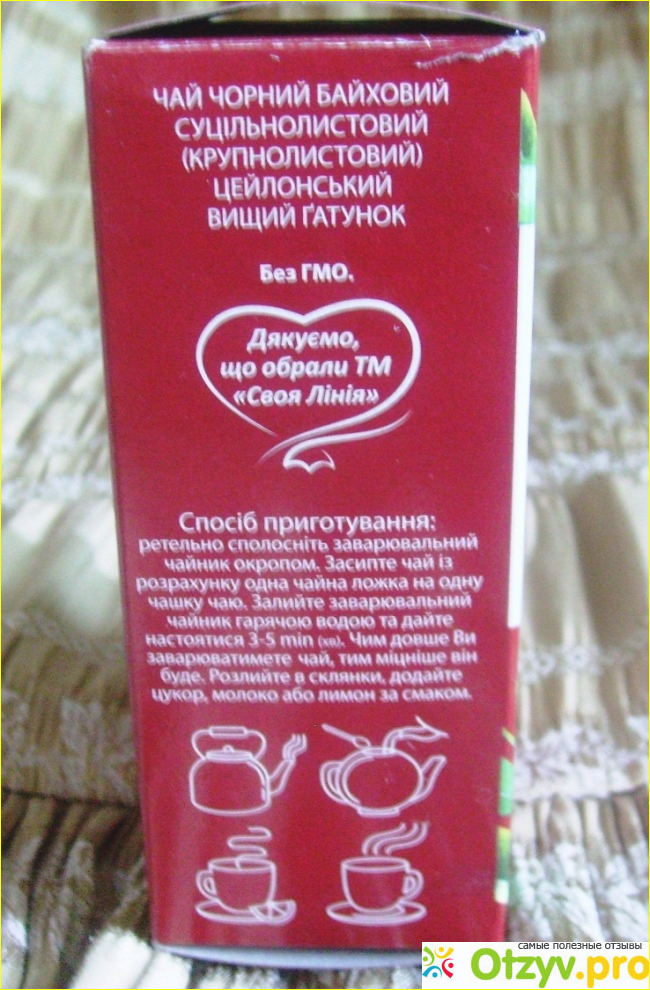 ЧАЙ ЧОРНИЙ БАЙХОВИЙ
СУЦІЛЬНОЛИСТОВИЙ
(КРУПНОЛИСТОВИЙ)
ЦЕЙЛОНСЬКИЙ
ВИЩИЙ ҐАТУНОК
Без ГМО.
Дякуємо,
що обрали ТМ
«Своя Лінія»
Спосіб приготування:
ретельно сполосніть заварювальний
чайник окропом. Засипте чай із
розрахунку одна чайна ложка на одну
чашку чаю. Залийте заварювальний
чайник гарячою водою та дайте
настоятися 3-5 min (хв). Чим довше Ви
заварюватимете чай, тим міцніше він
буде. Розлийте в склянки, додайте
цукор, молоко або лимон за смаком.
самые полезные отзывы
Otzyv.pro